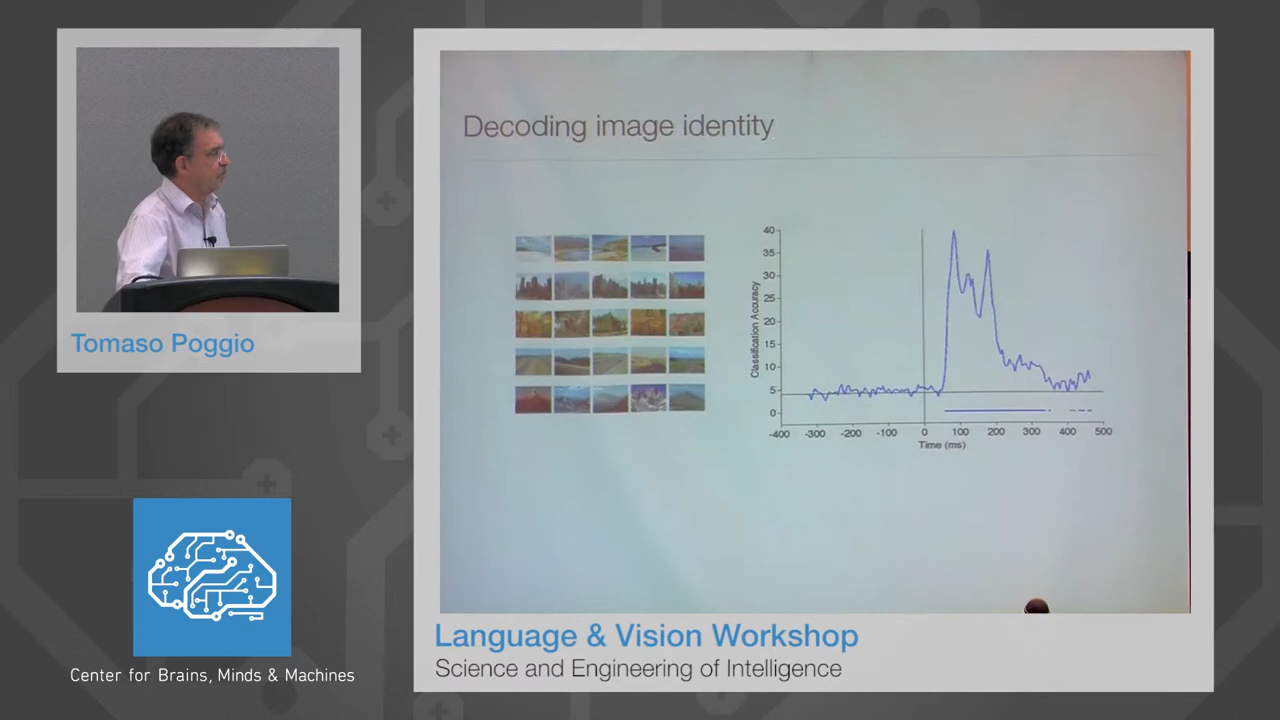 Decoding image identity
Classification Accuracy
40
35
30
25
20
15
10
5
0
-400 -300 -200 -100 0 100 200 300 400 500
Time (ms)
Tomaso Poggio
Center for Brains, Minds & Machines
Language & Vision Workshop
Science and Engineering of Intelligence